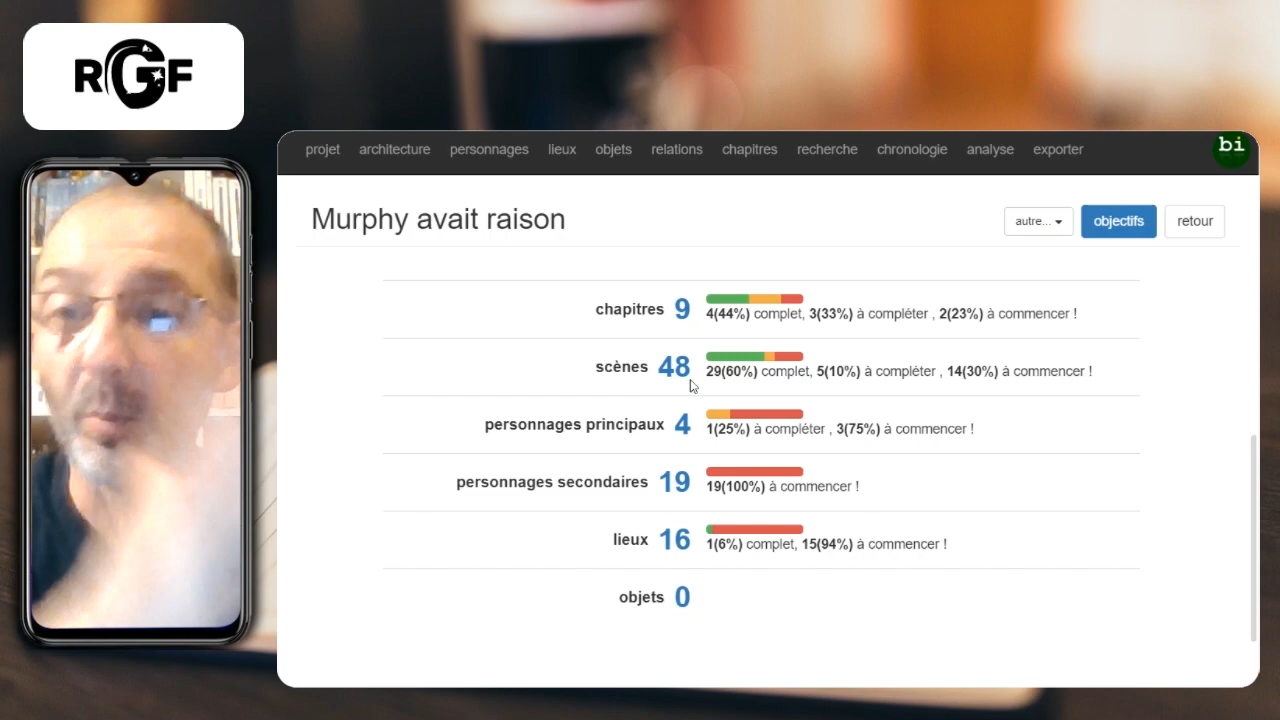 RGF
projet architecture personnages lieux objets relations chapitres recherche chronologie analyse exporter
bi
Murphy avait raison
autre... objectifs retour
chapitres 9
4(44%) complet, 3(33%) à compléter , 2(23%) à commencer !
scènes 48
29(60%) complet, 5(10%) à compléter , 14(30%) à commencer !
personnages principaux 4
1(25%) à compléter , 3(75%) à commencer !
personnages secondaires 19
19(100%) à commencer !
lieux 16
1(6%) complet, 15(94%) à commencer !
objets 0